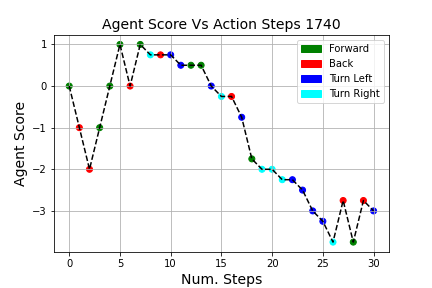 Agent Score Vs Action Steps 1740
Forward
Back
Turn Left
Turn Right
1
0
−1
−2
−3
Agent Score
0 5 10 15 20 25 30
Num. Steps